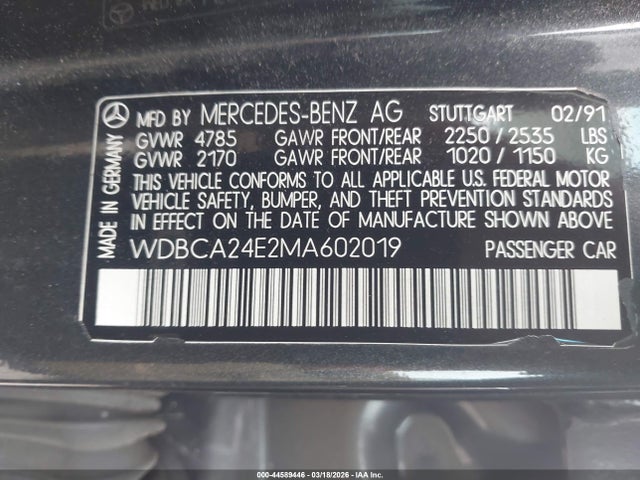 MFD BY MERCEDES-BENZ AG STUTTGART 02/91
GVWR 4785 GAWR FRONT/REAR 2250/2535 LBS
GVWR 2170 GAWR FRONT/REAR 1020/1150 KG
THIS VEHICLE CONFORMS TO ALL APPLICABLE U.S. FEDERAL MOTOR
VEHICLE SAFETY, BUMPER, AND THEFT PREVENTION STANDARDS
IN EFFECT ON THE DATE OF MANUFACTURE SHOWN ABOVE
WDBCA24E2MA602019 PASSENGER CAR
MADE IN GERMANY
00 - 44589446 - 03/18/2026 - IAA Inc.